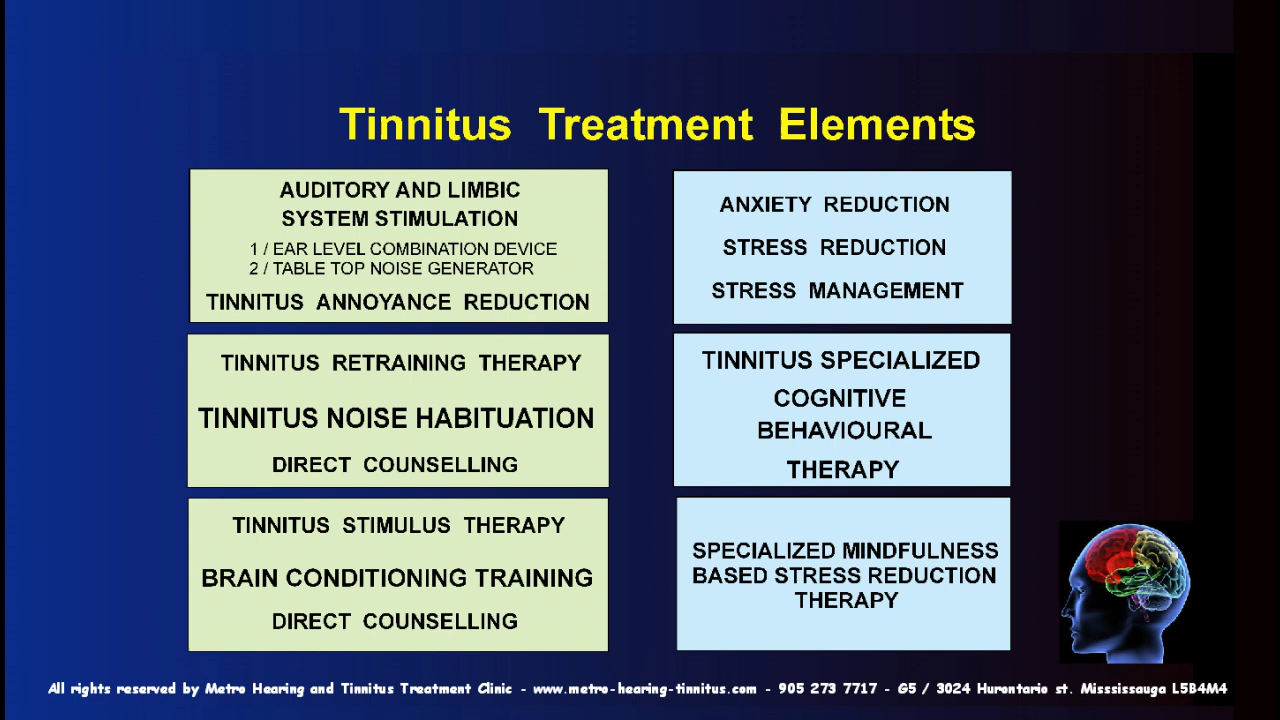 Tinnitus Treatment Elements
AUDITORY AND LIMBIC
SYSTEM STIMULATION
1 / EAR LEVEL COMBINATION DEVICE
2 / TABLE TOP NOISE GENERATOR
TINNITUS ANNOYANCE REDUCTION
TINNITUS RETRAINING THERAPY
TINNITUS NOISE HABITUATION
DIRECT COUNSELLING
TINNITUS STIMULUS THERAPY
BRAIN CONDITIONING TRAINING
DIRECT COUNSELLING
ANXIETY REDUCTION
STRESS REDUCTION
STRESS MANAGEMENT
TINNITUS SPECIALIZED
COGNITIVE
BEHAVIOURAL
THERAPY
SPECIALIZED MINDFULNESS
BASED STRESS REDUCTION
THERAPY
All rights reserved by Metro Hearing and Tinnitus Treatment Clinic - www.metro-hearing-tinnitus.com - 905 273 7717 - G5 / 3024 Hurontario st. Misssissauga L5B4M4